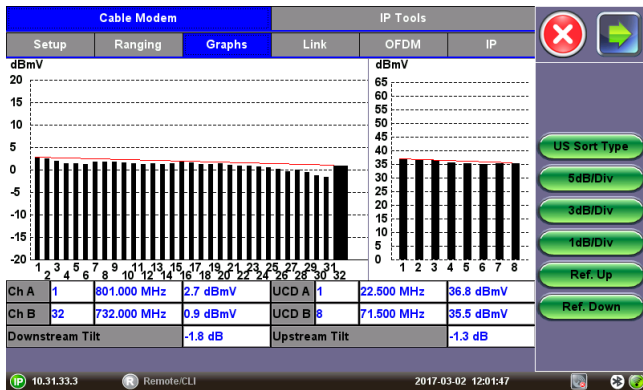 Cable Modem IP Tools
Setup Ranging Graphs Link OFDM IP
dBmV dBmV
20
15
10
5
0
-5
-10
-15
-20
65
60
55
50
45
40
35
30
25
20
15
10
5
0
1 2 3 4 5 6 7 8 9 10 11 12 13 14 15 16 17 18 19 20 21 22 23 24 25 26 27 28 29 30 31 32
1 2 3 4 5 6 7 8
Ch A 1 801.000 MHz 2.7 dBmV UCD A 1 22.500 MHz 36.8 dBmV
Ch B 32 732.000 MHz 0.9 dBmV UCD B 8 71.500 MHz 35.5 dBmV
Downstream Tilt -1.8 dB Upstream Tilt -1.3 dB
US Sort Type
5dB/Div
3dB/Div
1dB/Div
Ref. Up
Ref. Down
IP 10.31.33.3 R Remote/CLI 2017-03-02 12:01:47